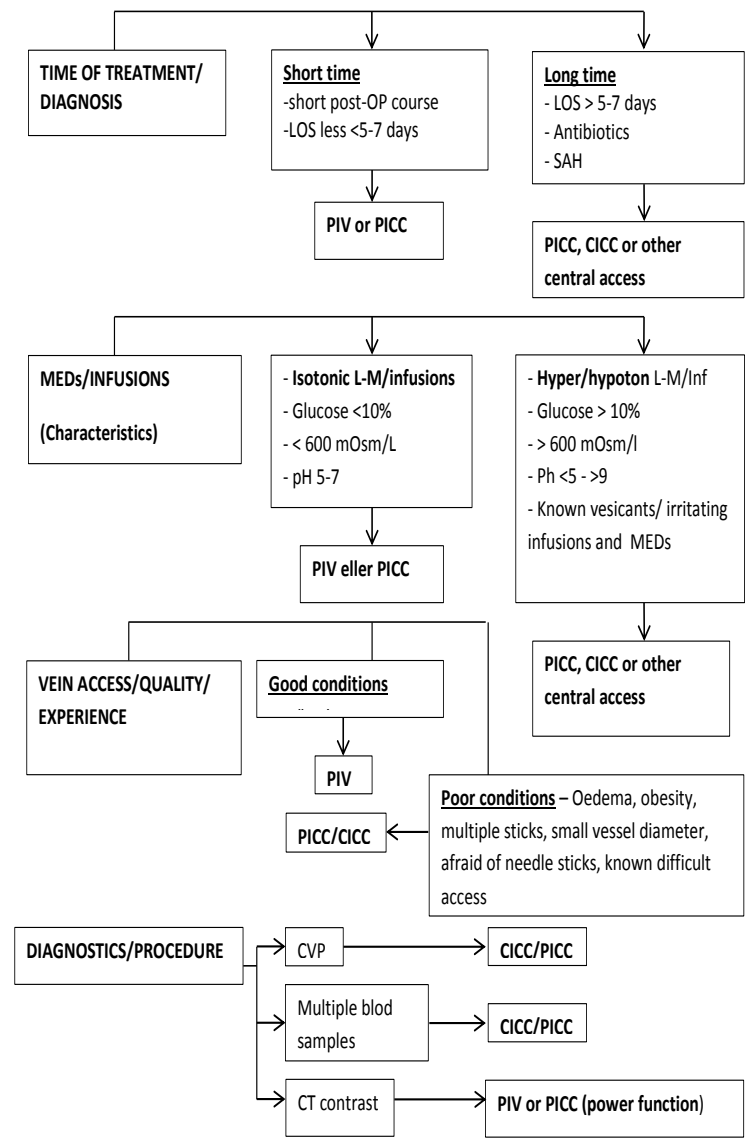 TIME OF TREATMENT/
DIAGNOSIS
Short time
-short post-OP course
-LOS less <5-7 days
Long time
- LOS > 5-7 days
- Antibiotics
- SAH
PIV or PICC
PICC, CICC or other
central access
MEDs/INFUSIONS
(Characteristics)
- Isotonic L-M/infusions
- Glucose <10%
- < 600 mOsm/L
- pH 5-7
- Hyper/hypoton L-M/Inf
- Glucose > 10%
- > 600 mOsm/l
- Ph <5 - >9
- Known vesicants/ irritating
infusions and MEDs
PIV eller PICC
PICC, CICC or other
central access
VEIN ACCESS/QUALITY/
EXPERIENCE
Good conditions
PIV
Poor conditions – Oedema, obesity,
multiple sticks, small vessel diameter,
afraid of needle sticks, known difficult
access
PICC/CICC
DIAGNOSTICS/PROCEDURE
CVP
CICC/PICC
Multiple blod
samples
CICC/PICC
CT contrast
PIV or PICC (power function)